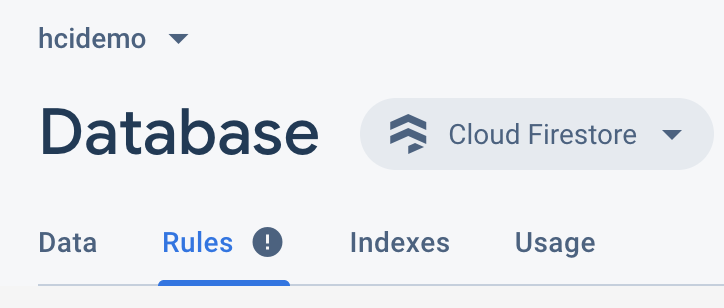 hcidemo
Database Cloud Firestore
Data Rules ! Indexes Usage